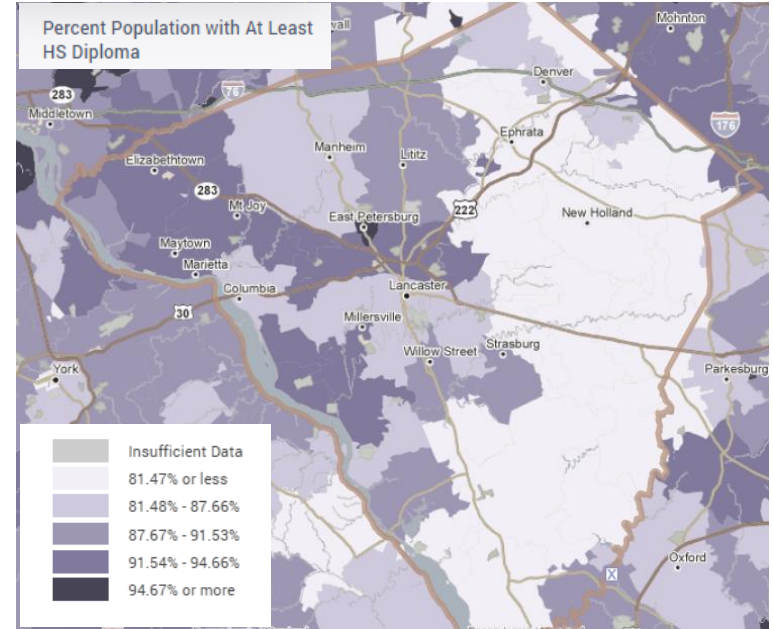 Percent Population with At Least
HS Diploma
wall
Mohnton
283
76
Denver
Middletown
176
Ephrata
Manheim
Lititz
Elizabethtown
283
222
Mt Joy
East Petersburg
New Holland
Maytown
Marietta
Columbia
Lancaster
30
Millersville
Strasburg
Willow Street
York
Parkesburg
Insufficient Data
81.47% or less
81.48% - 87.66%
87.67% - 91.53%
91.54% - 94.66%
94.67% or more
Oxford
X